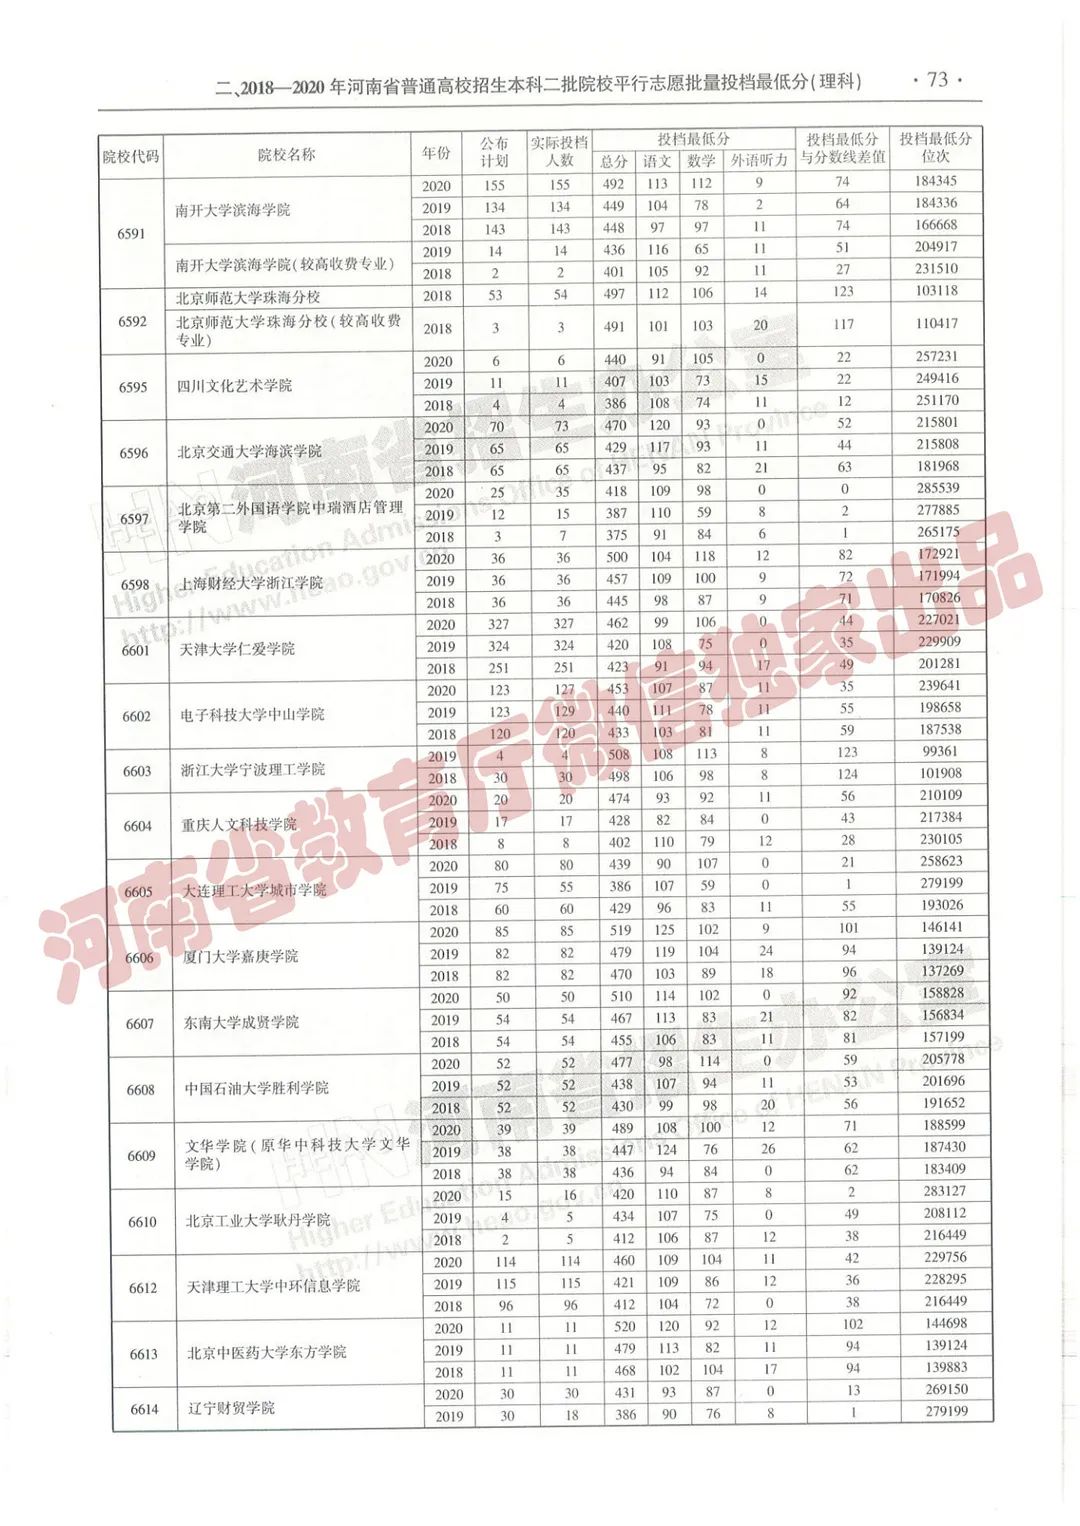 二、2018—2020 年河南省普通高校招生本科二批院校平行志愿批量投档最低分(理科) ·73·
院校代码 院校名称 年份 公布计划 实际投档人数 投档最低分 投档最低分与分数线差值 投档最低分位次
总分 语文 数学 外语听力
6591 南开大学滨海学院 2020 155 155 492 113 112 9 74 184345
2019 134 134 449 104 78 2 64 184336
2018 143 143 448 97 97 11 74 166668
南开大学滨海学院(较高收费专业) 2019 14 14 436 116 65 11 51 204917
2018 2 2 401 105 92 11 27 231510
6592 北京师范大学珠海分校 2018 53 54 497 112 106 14 123 103118
北京师范大学珠海分校(较高收费专业) 2018 3 3 491 101 103 20 117 110417
6595 四川文化艺术学院 2020 6 6 440 91 105 0 22 257231
2019 11 11 407 103 73 15 22 249416
2018 4 4 386 108 74 11 12 251170
6596 北京交通大学海滨学院 2020 70 73 470 120 93 0 52 215801
2019 65 65 429 117 93 11 44 215808
2018 65 65 437 95 82 21 63 181968
6597 北京第二外国语学院中瑞酒店管理学院 2020 25 35 418 109 98 0 0 285539
2019 12 15 387 110 59 8 2 277885
2018 3 7 375 91 84 6 1 265175
6598 上海财经大学浙江学院 2020 36 36 500 104 118 12 82 172921
2019 36 36 457 109 100 9 72 171994
2018 36 36 445 98 87 9 71 170826
6601 天津大学仁爱学院 2020 327 327 462 99 106 0 44 227021
2019 324 324 420 108 75 0 35 229909
2018 251 251 423 91 94 17 49 201281
6602 电子科技大学中山学院 2020 123 127 453 107 87 11 35 239641
2019 123 129 440 111 78 11 55 198658
2018 120 120 433 103 81 11 59 187538
6603 浙江大学宁波理工学院 2019 4 4 508 108 113 8 123 99361
2018 30 30 498 106 98 8 124 101908
6604 重庆人文科技学院 2020 20 20 474 93 92 11 56 210109
2019 17 17 428 82 84 0 43 217384
2018 8 8 402 110 79 12 28 230105
6605 大连理工大学城市学院 2020 80 80 439 90 107 0 21 258623
2019 75 55 386 107 59 0 1 279199
2018 60 60 429 96 83 11 55 193026
6606 厦门大学嘉庚学院 2020 85 85 519 125 102 9 101 146141
2019 82 82 479 119 104 24 94 139124
2018 82 82 470 103 89 18 96 137269
6607 东南大学成贤学院 2020 50 50 510 114 102 0 92 158828
2019 54 54 467 113 83 21 82 156834
2018 54 54 455 106 83 11 81 157199
6608 中国石油大学胜利学院 2020 52 52 477 98 114 0 59 205778
2019 52 52 438 107 94 11 53 201696
2018 52 52 430 99 98 20 56 191652
6609 文华学院(原华中科技大学文华学院) 2020 39 39 489 108 100 12 71 188599
2019 38 38 447 124 76 26 62 187430
2018 38 38 436 94 84 0 62 183409
6610 北京工业大学耿丹学院 2020 15 16 420 110 87 8 2 283127
2019 4 5 434 107 75 0 49 208112
2018 2 5 412 106 87 12 38 216449
6612 天津理工大学中环信息学院 2020 114 114 460 109 104 11 42 229756
2019 115 115 421 109 86 12 36 228295
2018 96 96 412 104 72 0 38 216449
6613 北京中医药大学东方学院 2020 11 11 520 120 92 12 102 144698
2019 11 11 479 113 82 11 94 139124
2018 11 11 468 102 104 17 94 139883
6614 辽宁财贸学院 2020 30 30 431 93 87 0 13 269150
2019 30 18 386 90 76 8 1 279199
河南省教育厅微信独家出品
河南省招生办公室
Higher Education Admissions Office of HENAN Province
http://www.heao.gov.cn
河南省招生办公室
Higher Education Admissions Office of HENAN Province
http://www.heao.gov.cn